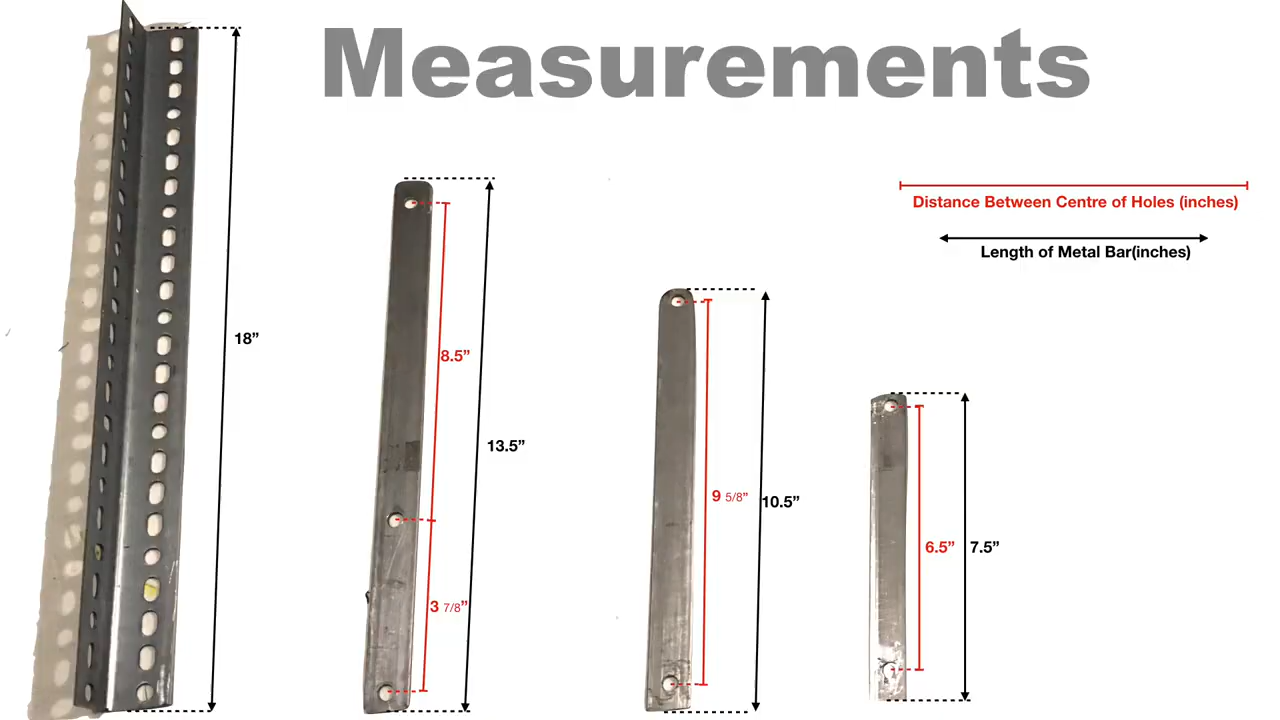 Measurements
Distance Between Centre of Holes (inches)
Length of Metal Bar(inches)
18”
8.5”
13.5”
3 7/8”
9 5/8”
10.5”
6.5”
7.5”